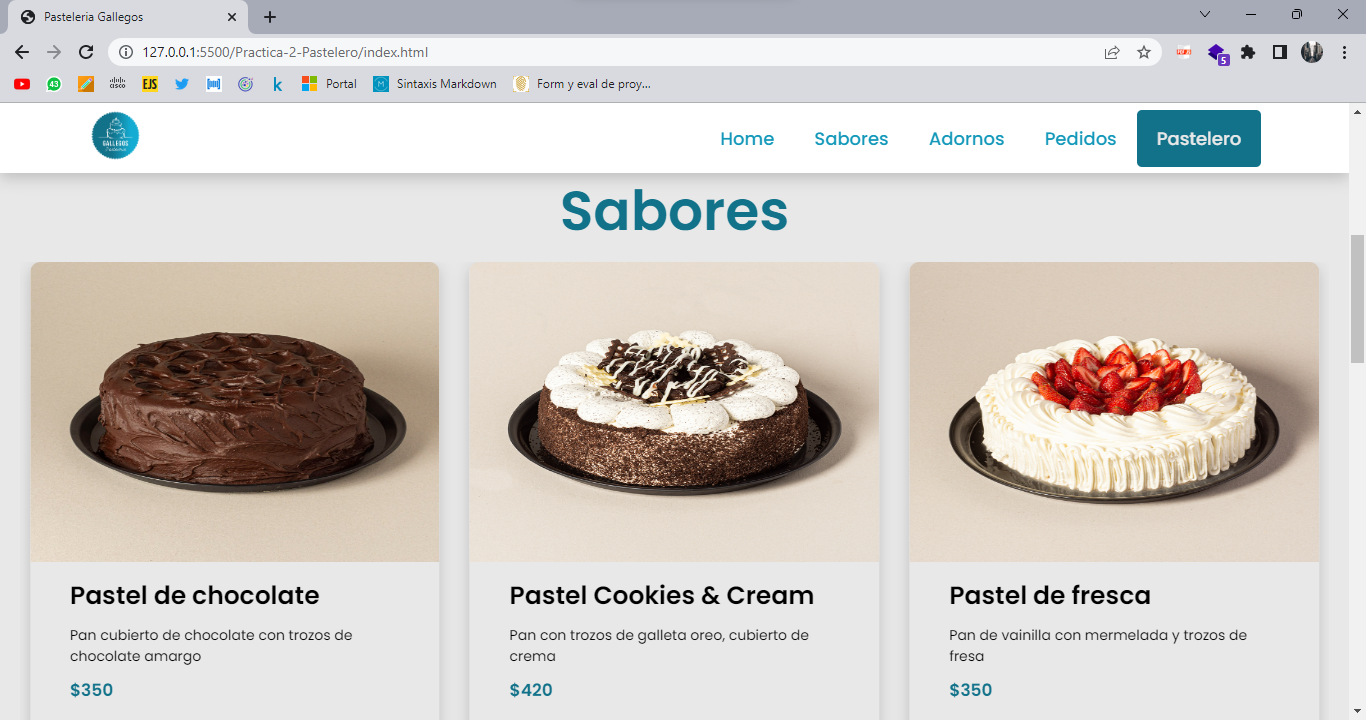 Pasteleria Gallegos
127.0.0.1:5500/Practica-2-Pastelero/index.html
PDF
5
43
cisco
EJS
k
Portal
M
Sintaxis Markdown
Form y eval de proy...
GALLEGOS
Home
Sabores
Adornos
Pedidos
Pastelero
Sabores
Pastel de chocolate
Pan cubierto de chocolate con trozos de
chocolate amargo
$350
Pastel Cookies & Cream
Pan con trozos de galleta oreo, cubierto de
crema
$420
Pastel de fresca
Pan de vainilla con mermelada y trozos de
fresa
$350